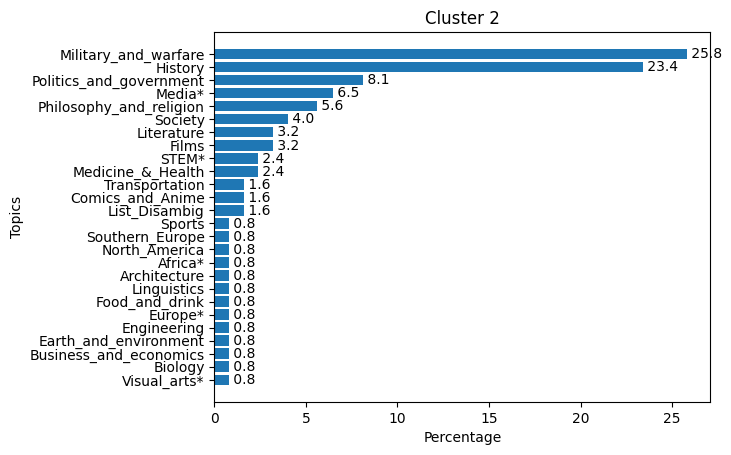 Cluster 2
Military_and_warfare 25.8
History 23.4
Politics_and_government 8.1
Media* 6.5
Philosophy_and_religion 5.6
Society 4.0
Literature 3.2
Films 3.2
STEM* 2.4
Medicine_&_Health 2.4
Transportation 1.6
Comics_and_Anime 1.6
List_Disambig 1.6
Sports 0.8
Southern_Europe 0.8
North_America 0.8
Africa* 0.8
Architecture 0.8
Linguistics 0.8
Food_and_drink 0.8
Europe* 0.8
Engineering 0.8
Earth_and_environment 0.8
Business_and_economics 0.8
Biology 0.8
Visual_arts* 0.8
Topics
0 5 10 15 20 25
Percentage